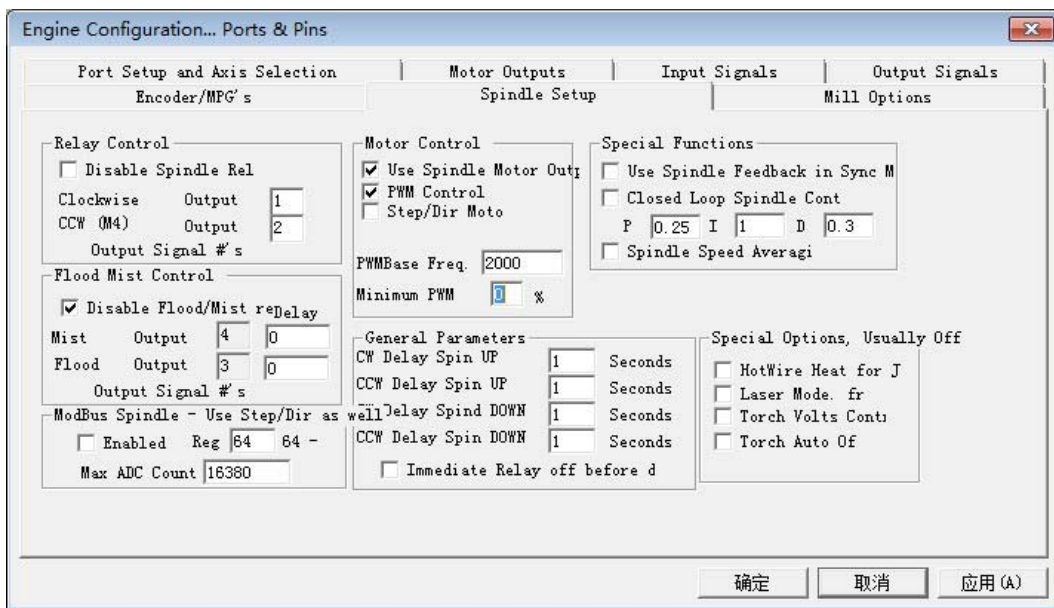 Engine Configuration... Ports & Pins
Port Setup and Axis Selection
Motor Outputs
Input Signals
Output Signals
Encoder/MPG's
Spindle Setup
Mill Options
Relay Control
Disable Spindle Rel
Clockwise Output 1
CCW (M4) Output 2
Output Signal #'s
Flood Mist Control
Disable Flood/Mist re Delay
Mist Output 4 0
Flood Output 3 0
Output Signal #'s
ModBus Spindle - Use Step/Dir as well
Enabled Reg 64 64 -
Max ADC Count 16380
Motor Control
Use Spindle Motor Outp
PWM Control
Step/Dir Moto
PWMBase Freq. 2000
Minimum PWM 0 %
General Parameters
CW Delay Spin UP 1 Seconds
CCW Delay Spin UP 1 Seconds
Delay Spind DOWN 1 Seconds
CCW Delay Spin DOWN 1 Seconds
Immediate Relay off before d
Special Functions
Use Spindle Feedback in Sync M
Closed Loop Spindle Cont
P 0.25 I 1 D 0.3
Spindle Speed Averagi
Special Options, Usually Off
HotWire Heat for J
Laser Mode. fr
Torch Volts Cont
Torch Auto Of
确定
取消
应用(A)